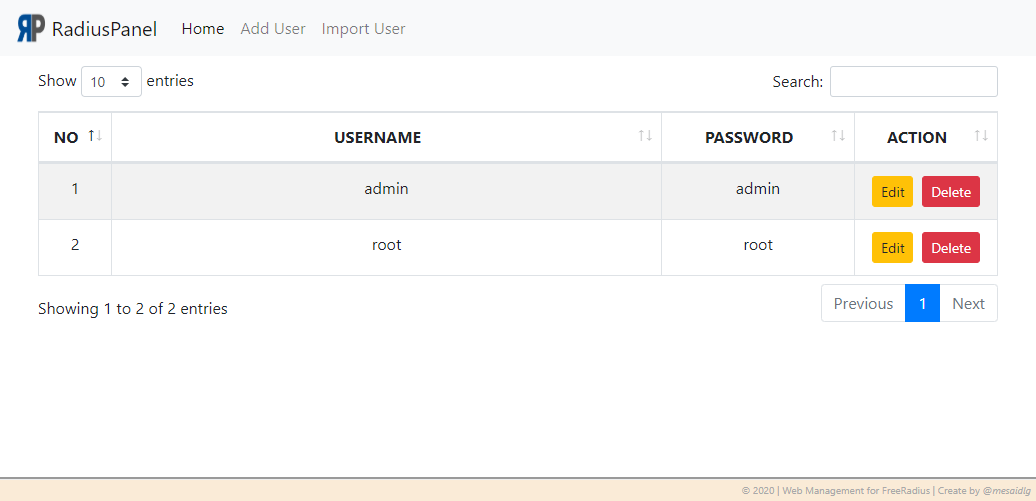 RP RadiusPanel Home Add User Import User
Show 10 entries Search:
NO USERNAME PASSWORD ACTION
1 admin admin Edit Delete
2 root root Edit Delete
Showing 1 to 2 of 2 entries Previous 1 Next
© 2020 | Web Management for FreeRadius | Create by @mesaidlg